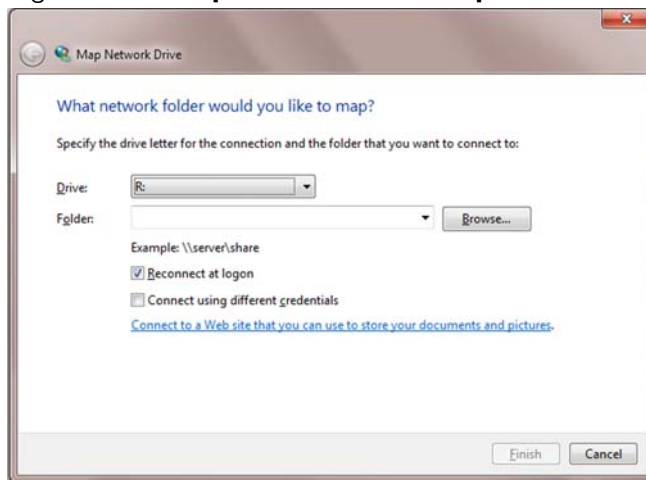 Map Network Drive
What network folder would you like to map?
Specify the drive letter for the connection and the folder that you want to connect to:
Drive: R:
Folder: Browse...
Example: \\server\share
Reconnect at logon
Connect using different credentials
Connect to a Web site that you can use to store your documents and pictures.
Finish Cancel